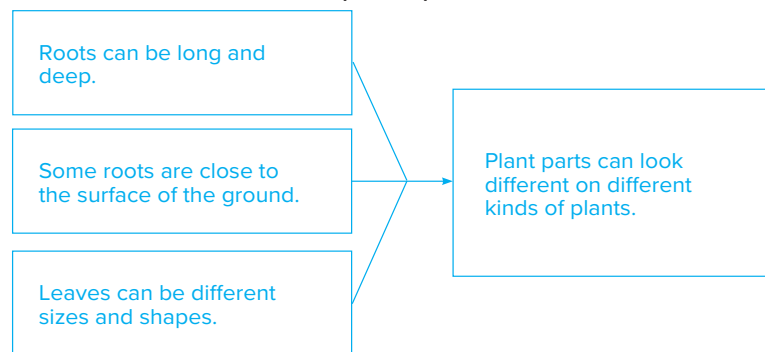 Roots can be long and
deep.
Some roots are close to
the surface of the ground.
Leaves can be different
sizes and shapes.
Plant parts can look
different on different
kinds of plants.